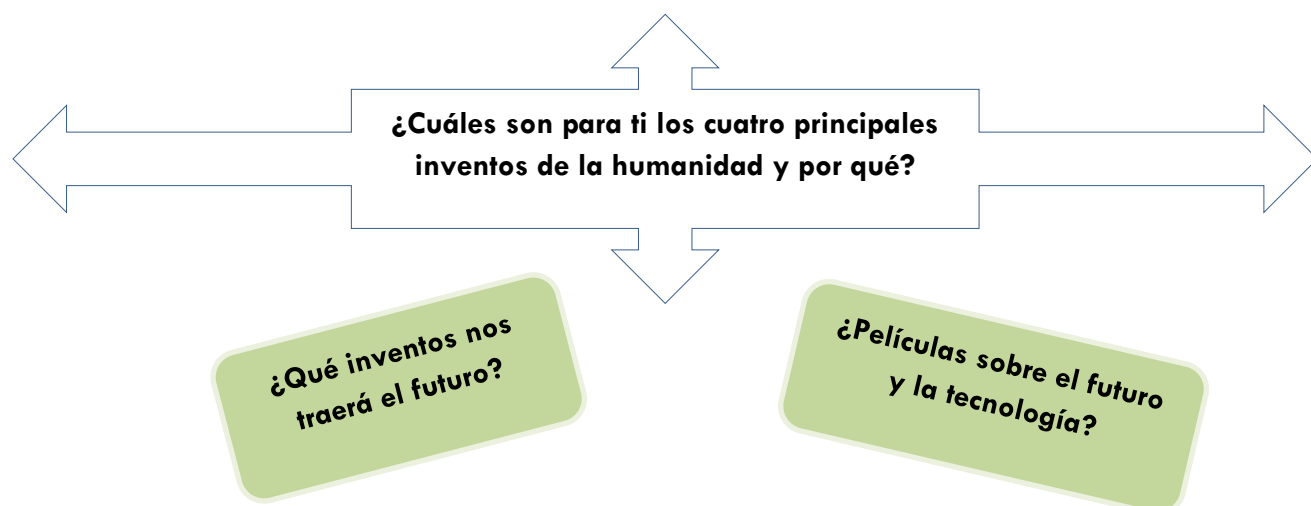 ¿Cuáles son para ti los cuatro principales
inventos de la humanidad y por qué?
¿Qué inventos nos
traerá el futuro?
¿Películas sobre el futuro
y la tecnología?